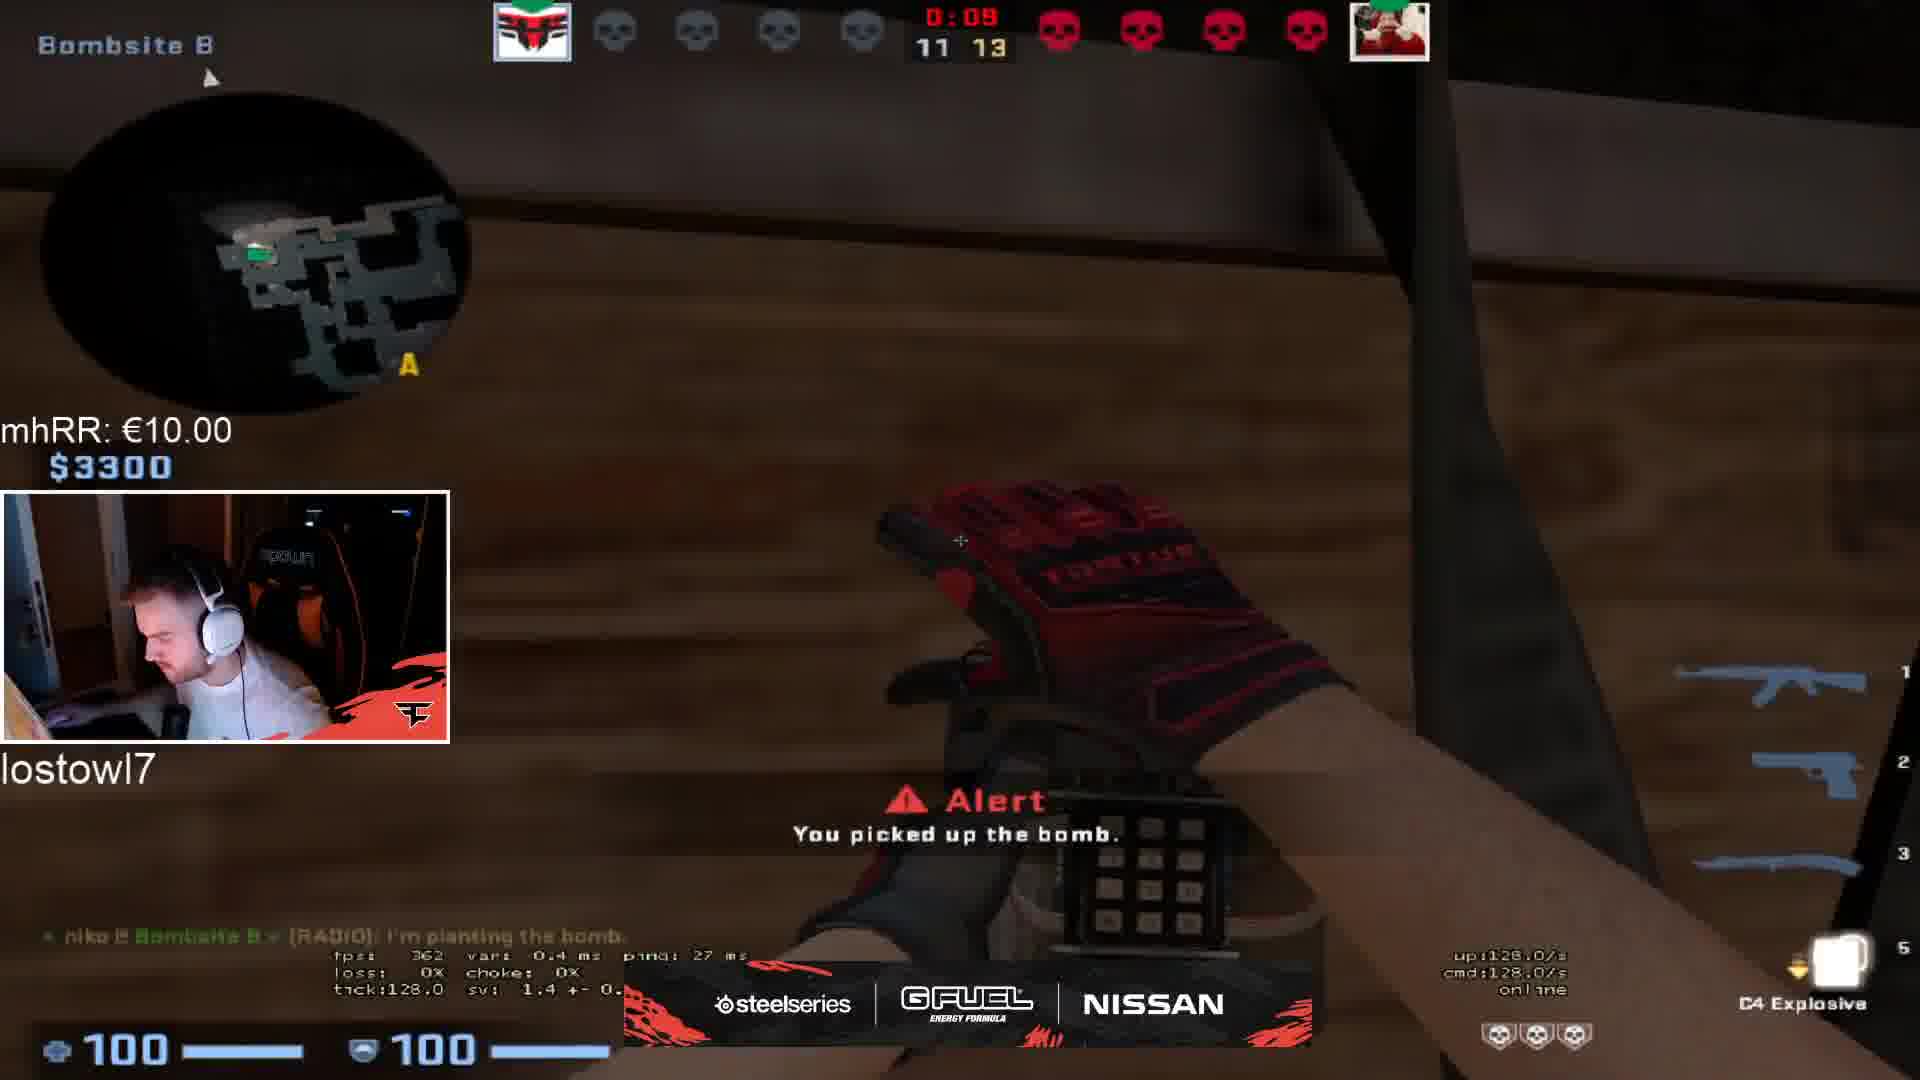 Bombsite B
0:09
11 13
A
mhRR: €10.00
$3300
spawn
lostowl7
Alert
You picked up the bomb.
niko @ Bombsite B (RADIO): I'm planting the bomb.
fps: 362 var: 0.4 ms ping: 27 ms
loss: 0% choke: 0%
tick:128.0 sv: 1.4 +- 0.
up:128.0/s
cmd:128.0/s
online
1
2
3
5
C4 Explosive
steelseries
GFUEL
ENERGY FORMULA
NISSAN
100 100